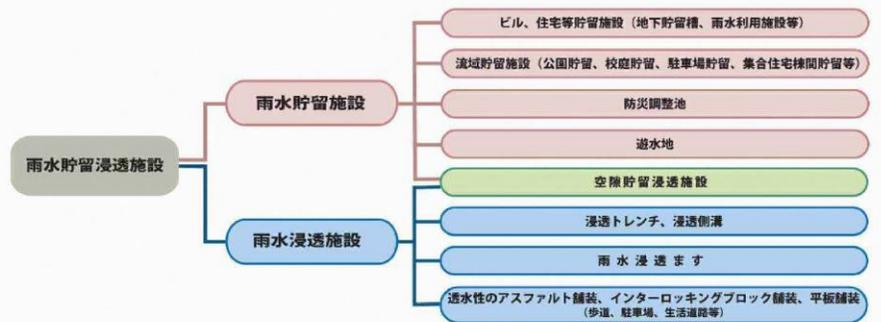 雨水貯留浸透施設
雨水貯留施設
ビル、住宅等貯留施設（地下貯留槽、雨水利用施設等）
流域貯留施設（公園貯留、校庭貯留、駐車場貯留、集合住宅棟間貯留等）
防災調整池
遊水地
空隙貯留浸透施設
雨水浸透施設
浸透トレンチ、浸透側溝
雨水浸透ます
透水性のアスファルト舗装、インターロッキングブロック舗装、平板舗装
（歩道、駐車場、生活道路等）